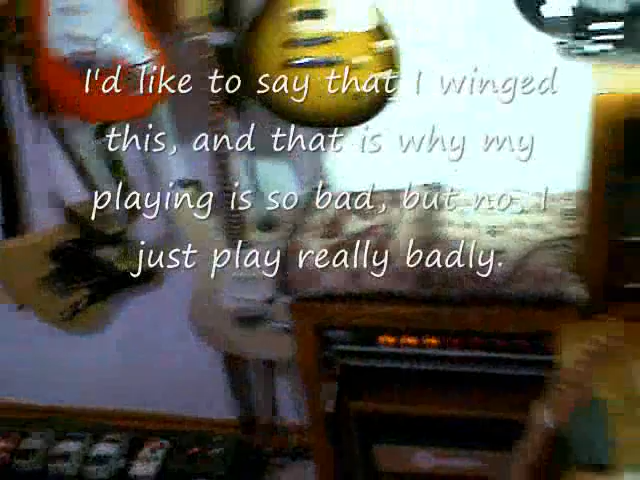 I'd like to say that I winged
this, and that is why my
playing is so bad, but no, I
just play really badly.